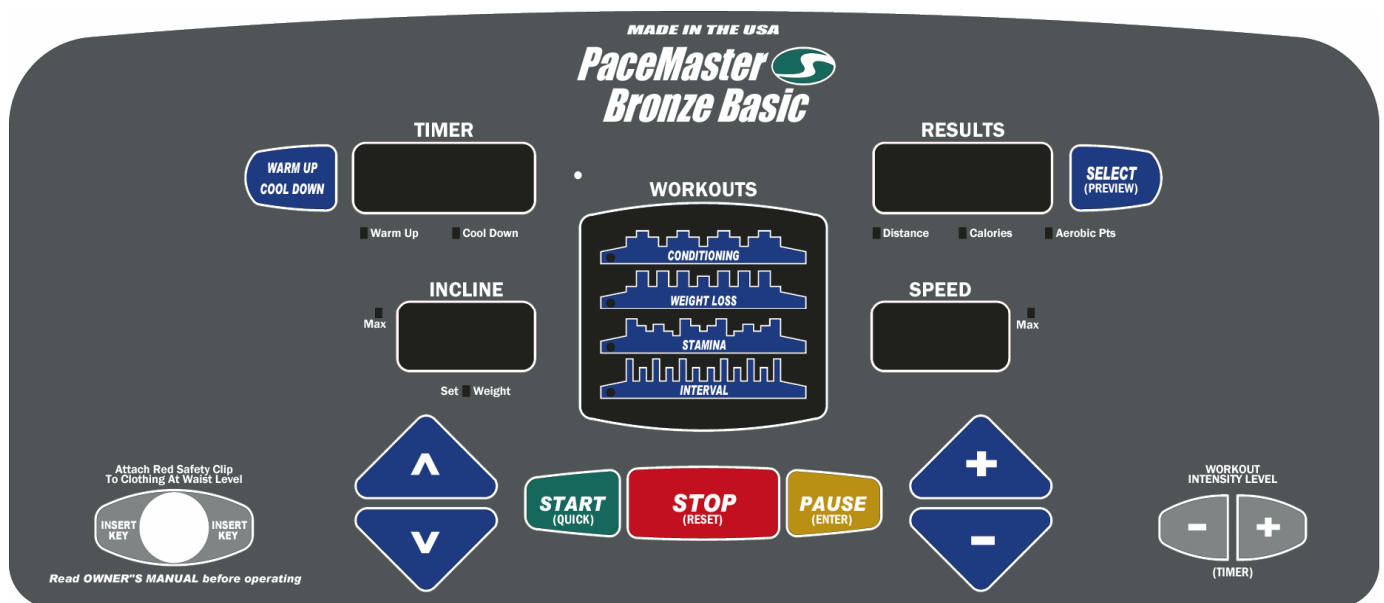 MADE IN THE USA
PaceMaster
Bronze Basic
TIMER
RESULTS
WARM UP
COOL DOWN
SELECT
(PREVIEW)
WORKOUTS
Warm Up
Cool Down
Distance
Calories
Aerobic Pts
CONDITIONING
WEIGHT LOSS
STAMINA
INTERVAL
INCLINE
Max
Set
Weight
SPEED
Max
Attach Red Safety Clip
To Clothing At Waist Level
INSERT
KEY
INSERT
KEY
Read OWNER"S MANUAL before operating
Λ
V
START
(QUICK)
STOP
(RESET)
PAUSE
(ENTER)
+
-
WORKOUT
INTENSITY LEVEL
- +
(TIMER)